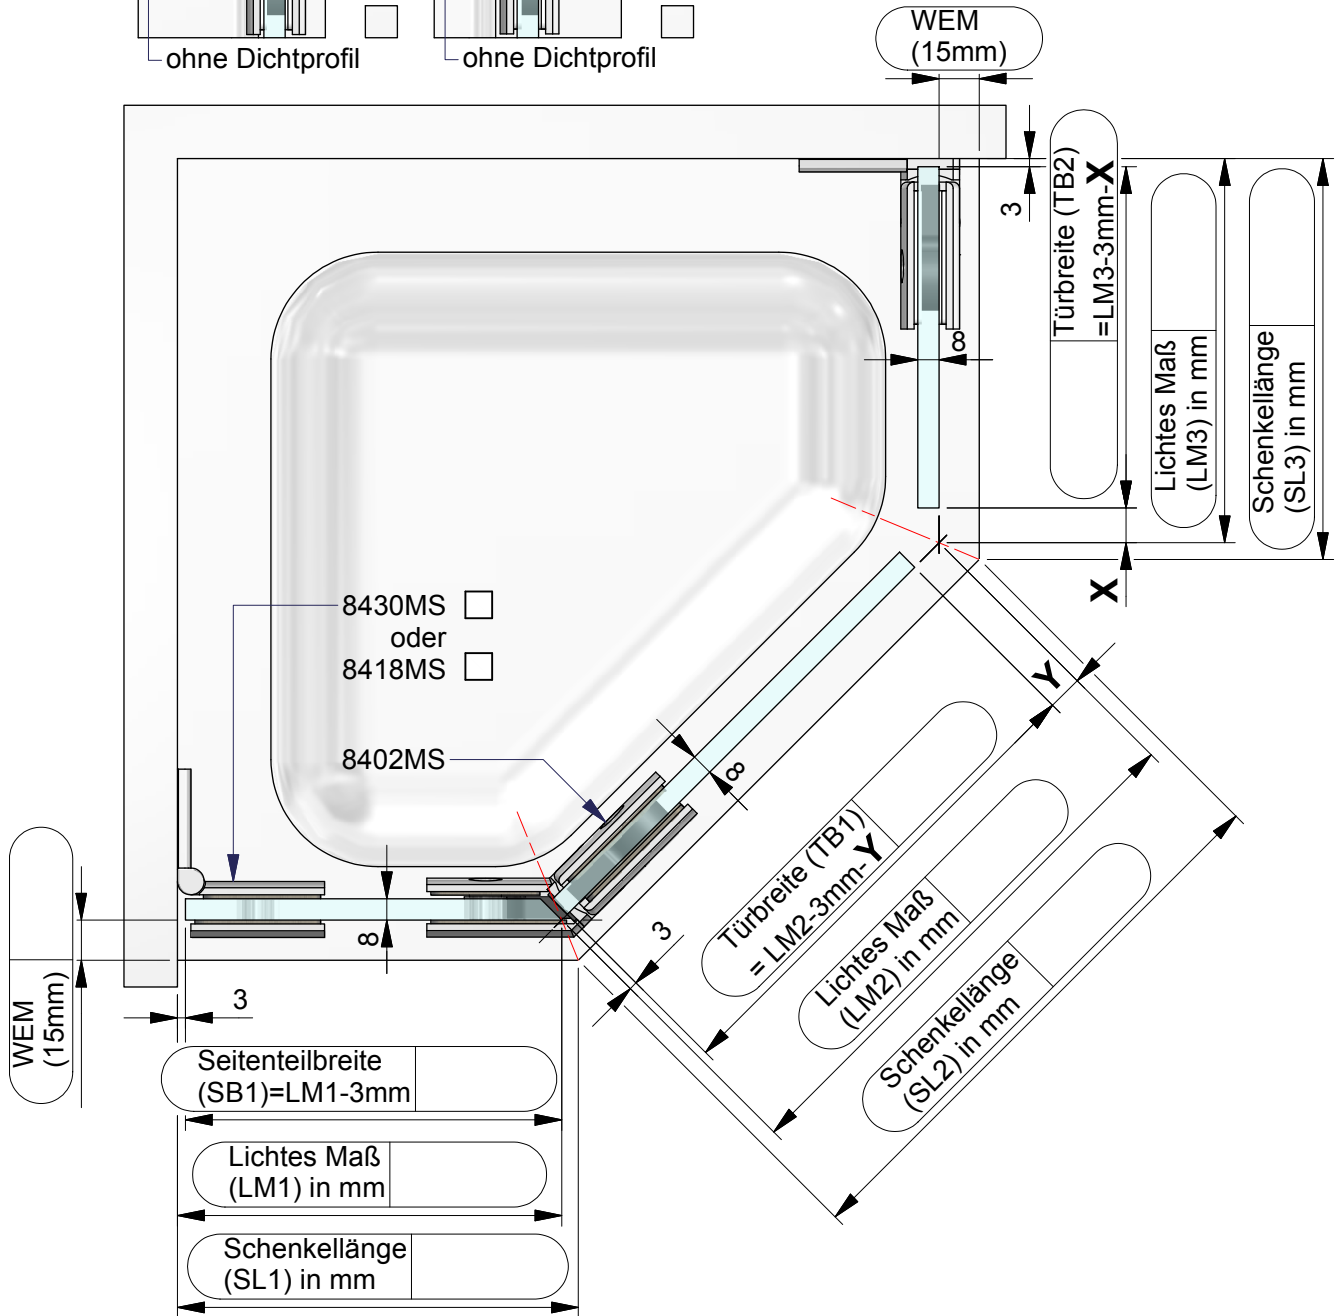 ohne Dichtprofil
ohne Dichtprofil
WEM
(15mm)
3
Türbreite (TB2)
=LM3-3mm-X
Lichtes Maß
(LM3) in mm
Schenkellänge
(SL3) in mm
8
X
8430MS
oder
8418MS
8402MS
Y
8
Türbreite (TB1)
= LM2-3mm-Y
Lichtes Maß
(LM2) in mm
Schenkellänge
(SL2) in mm
3
8
WEM
(15mm)
3
Seitenteilbreite
(SB1)=LM1-3mm
Lichtes Maß
(LM1) in mm
Schenkellänge
(SL1) in mm